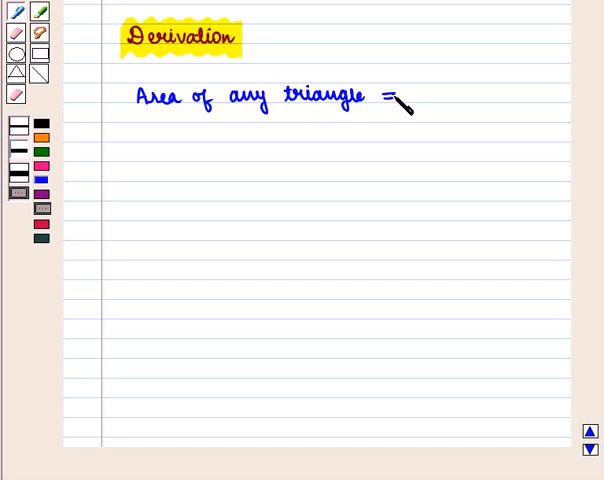 Derivation
Area of any triangle =